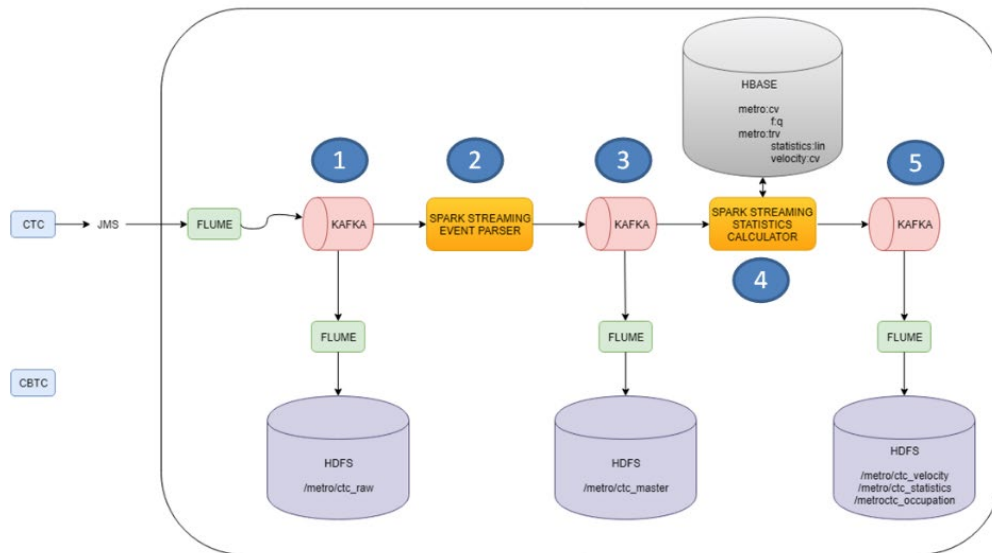 HBASE
metro:cv
f:q
metro:trv
statistics:lin
velocity:cv
1
2
3
5
CTC
JMS
FLUME
KAFKA
SPARK STREAMING
EVENT PARSER
KAFKA
SPARK STREAMING
STATISTICS
CALCULATOR
KAFKA
4
FLUME
FLUME
FLUME
CBTC
HDFS
/metro/ctc_raw
HDFS
/metro/ctc_master
HDFS
/metro/ctc_velocity
/metro/ctc_statistics
/metroctc_occupation